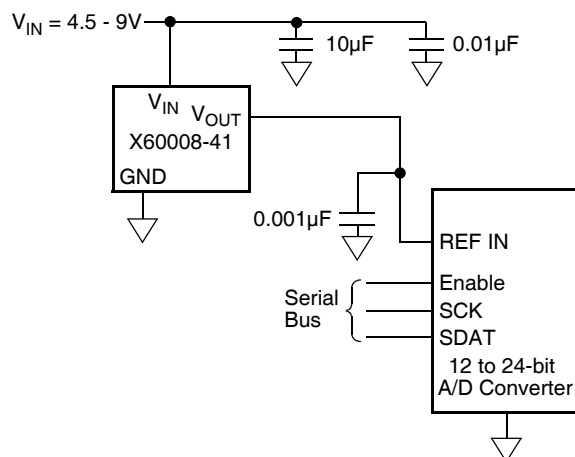 V_IN = 4.5 - 9V
10µF
0.01µF
V_IN
V_OUT
X60008-41
GND
0.001µF
REF IN
Serial
Bus
Enable
SCK
SDAT
12 to 24-bit
A/D Converter